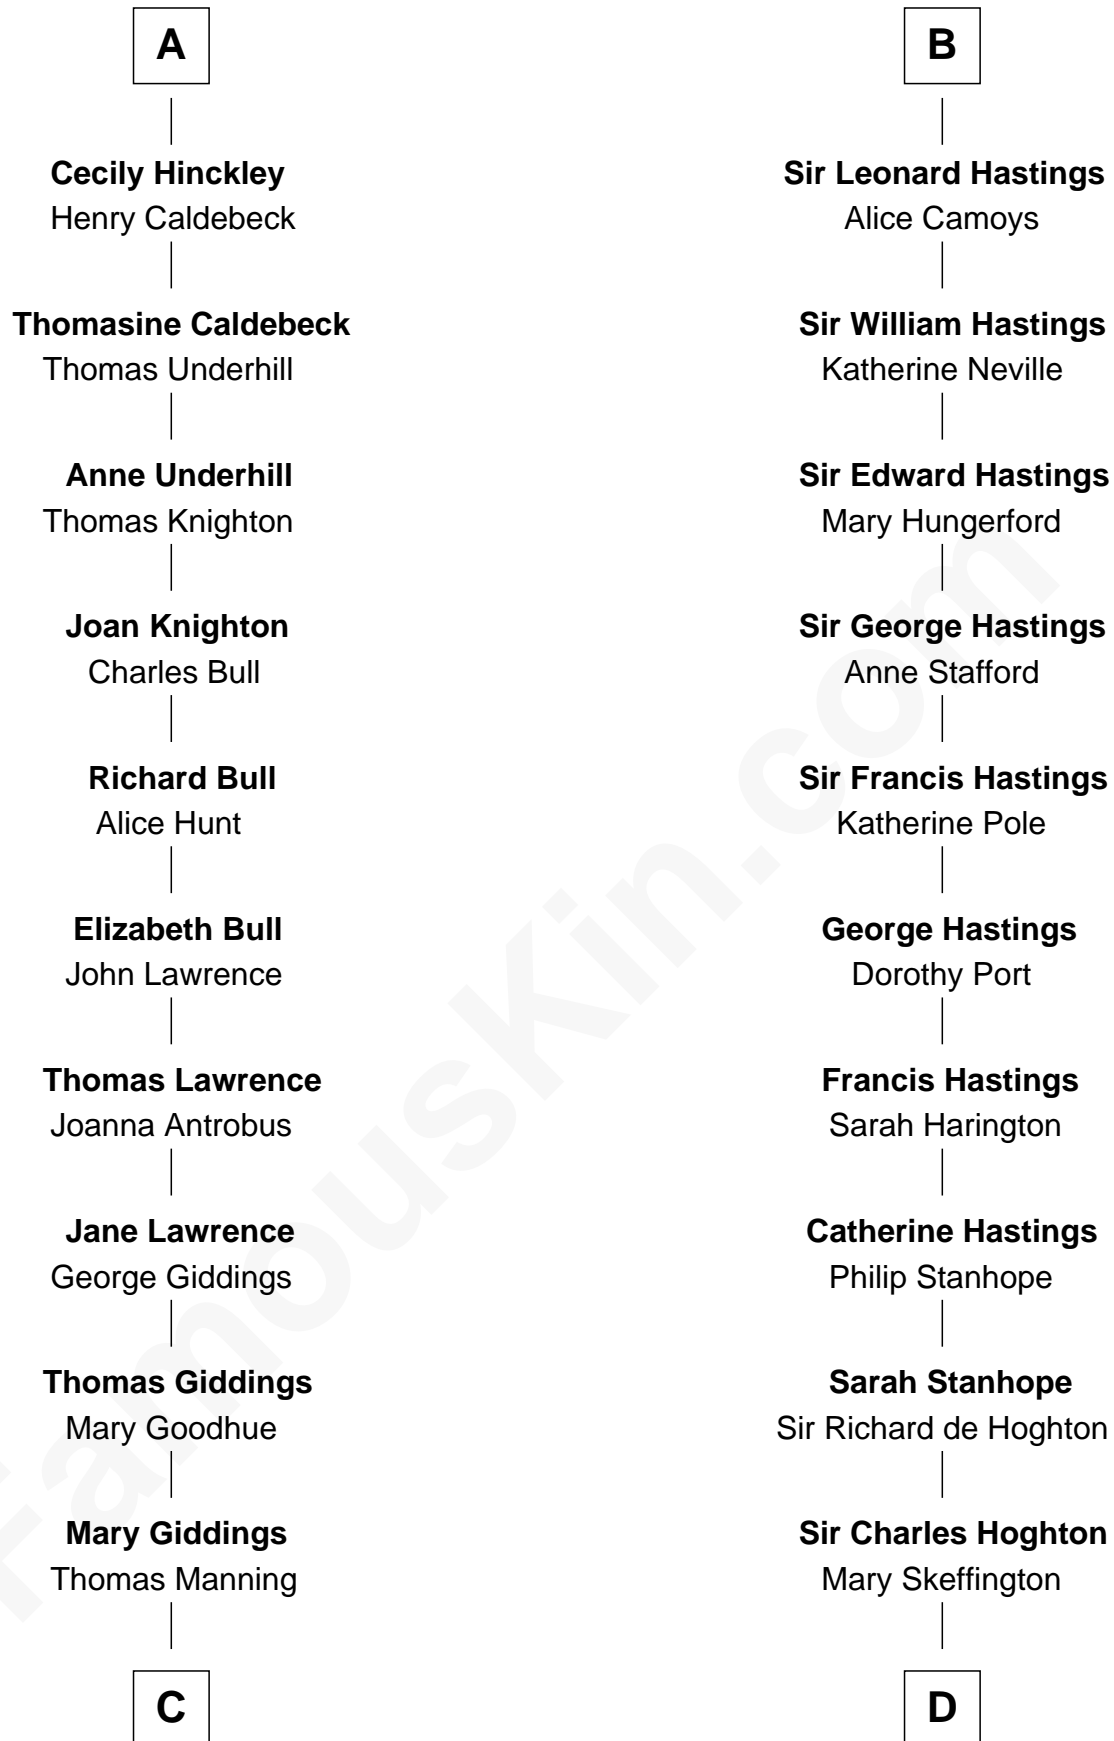 A
Cecily Hinckley
Henry Caldebeck
Thomasine Caldebeck
Thomas Underhill
Anne Underhill
Thomas Knighton
Joan Knighton
Charles Bull
Richard Bull
Alice Hunt
Elizabeth Bull
John Lawrence
Thomas Lawrence
Joanna Antrobus
Jane Lawrence
George Giddings
Thomas Giddings
Mary Goodhue
Mary Giddings
Thomas Manning
C
B
Sir Leonard Hastings
Alice Camoys
Sir William Hastings
Katherine Neville
Sir Edward Hastings
Mary Hungerford
Sir George Hastings
Anne Stafford
Sir Francis Hastings
Katherine Pole
George Hastings
Dorothy Port
Francis Hastings
Sarah Harington
Catherine Hastings
Philip Stanhope
Sarah Stanhope
Sir Richard de Hoghton
Sir Charles Hoghton
Mary Skeffington
D
FamousKin.com